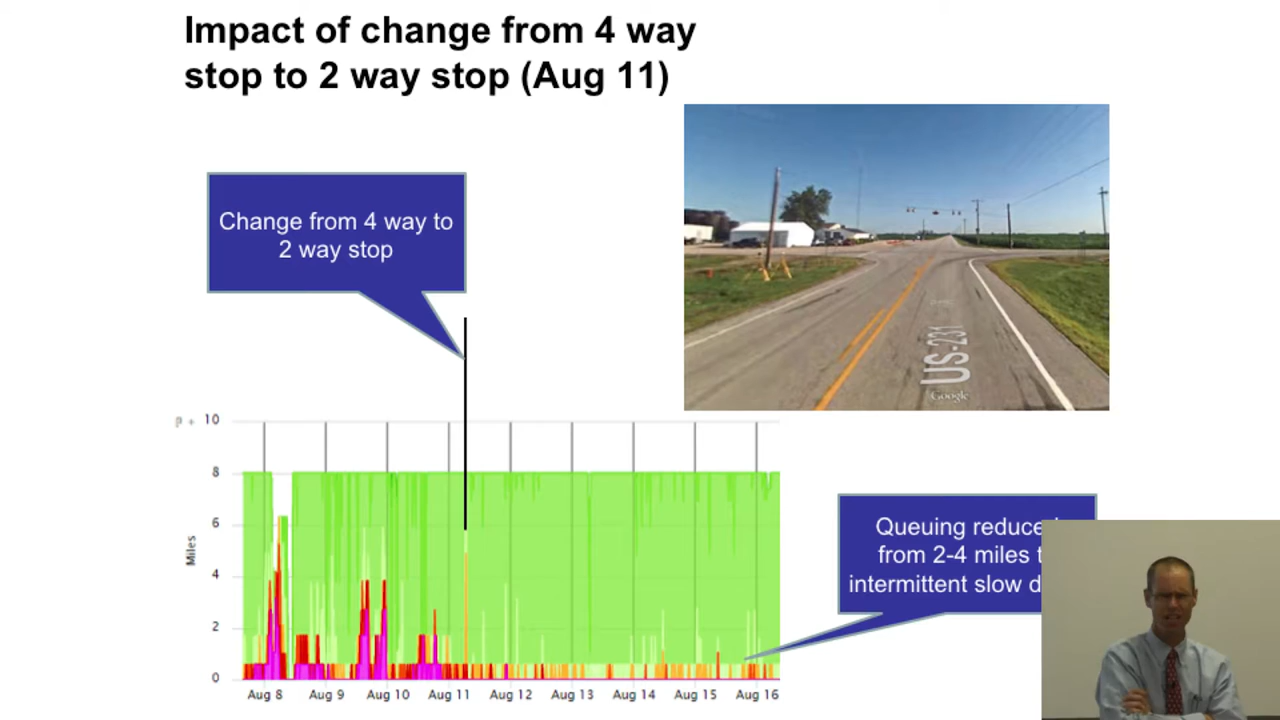 Impact of change from 4 way
stop to 2 way stop (Aug 11)
Change from 4 way to
2 way stop
US-231
Google
10
8
6
4
2
0
Miles
Aug 8 Aug 9 Aug 10 Aug 11 Aug 12 Aug 13 Aug 14 Aug 15 Aug 16
Queuing
from 2-4 miles
intermittent slow